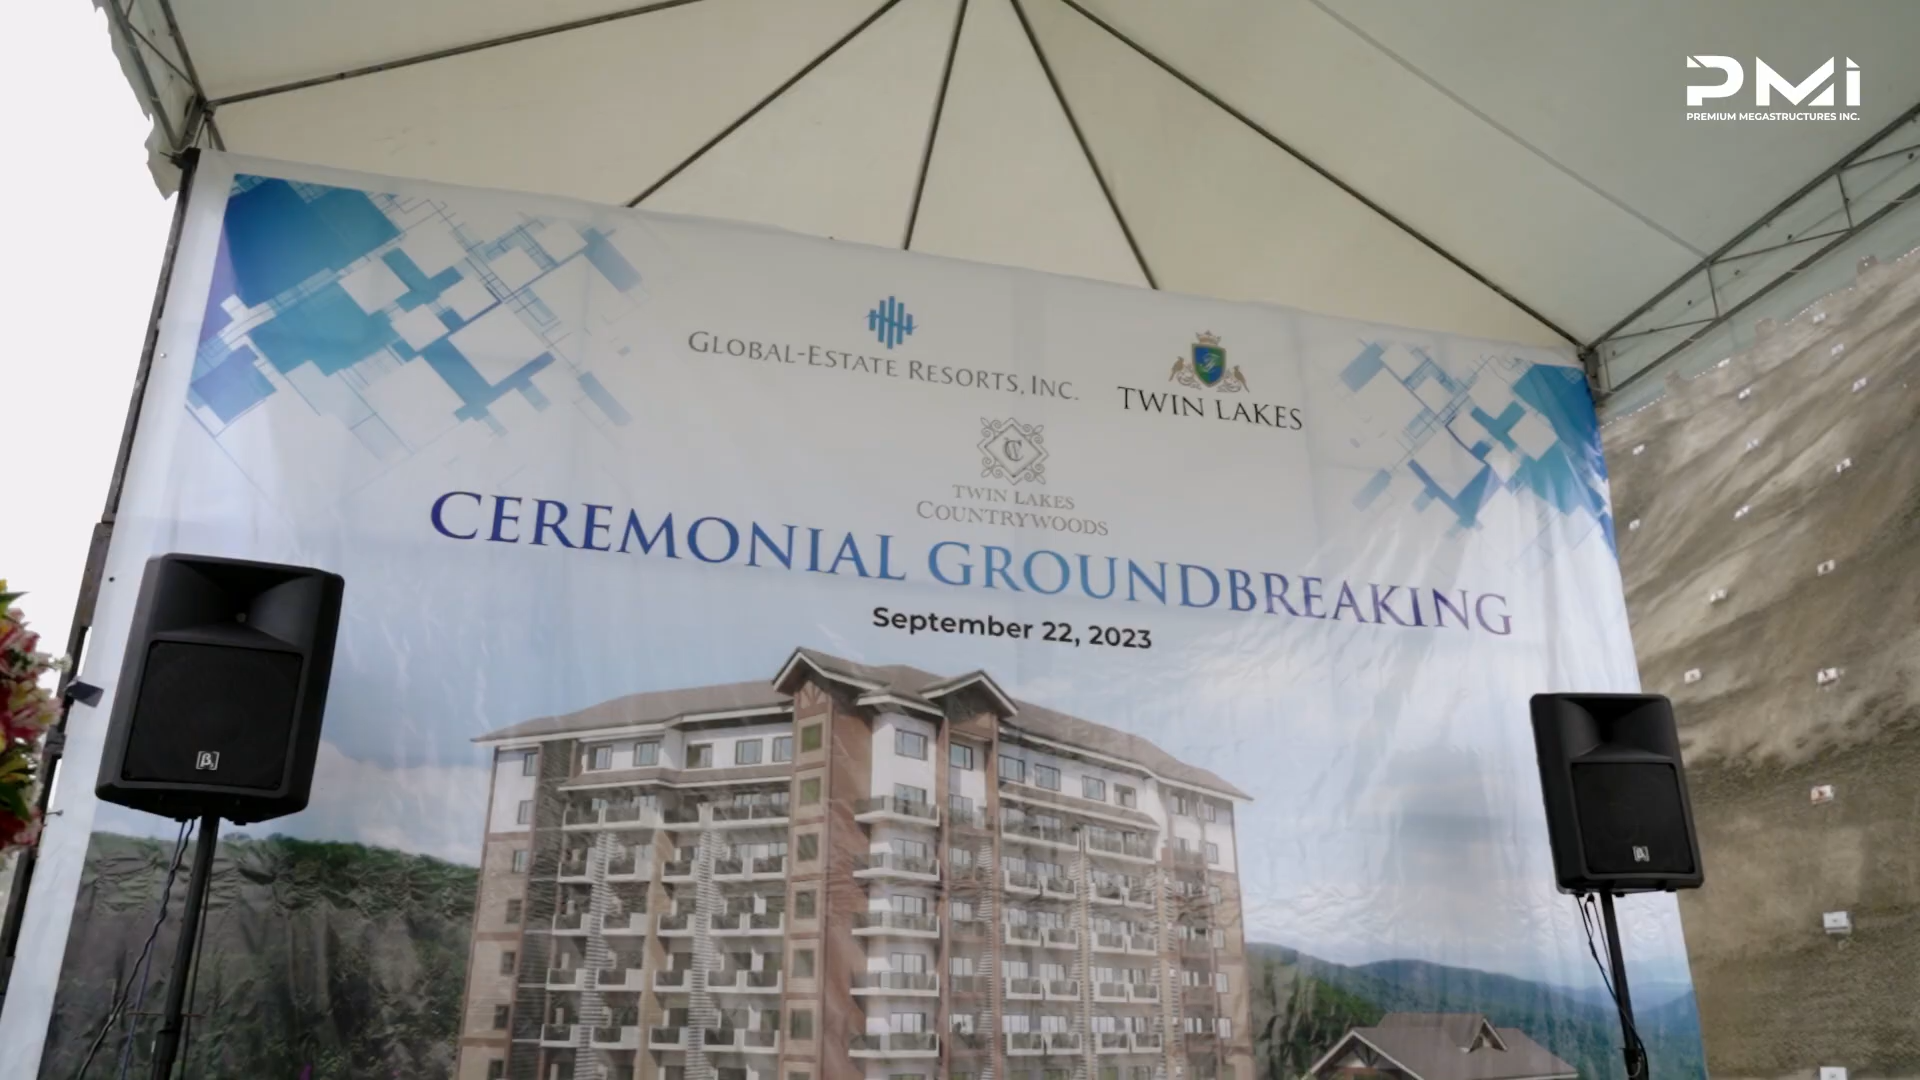 PMI
PREMIUM MEGASTRUCTURES INC.
GLOBAL-ESTATE RESORTS, INC.
TWIN LAKES
TWIN LAKES
COUNTRYWOODS
CEREMONIAL GROUNDBREAKING
September 22, 2023